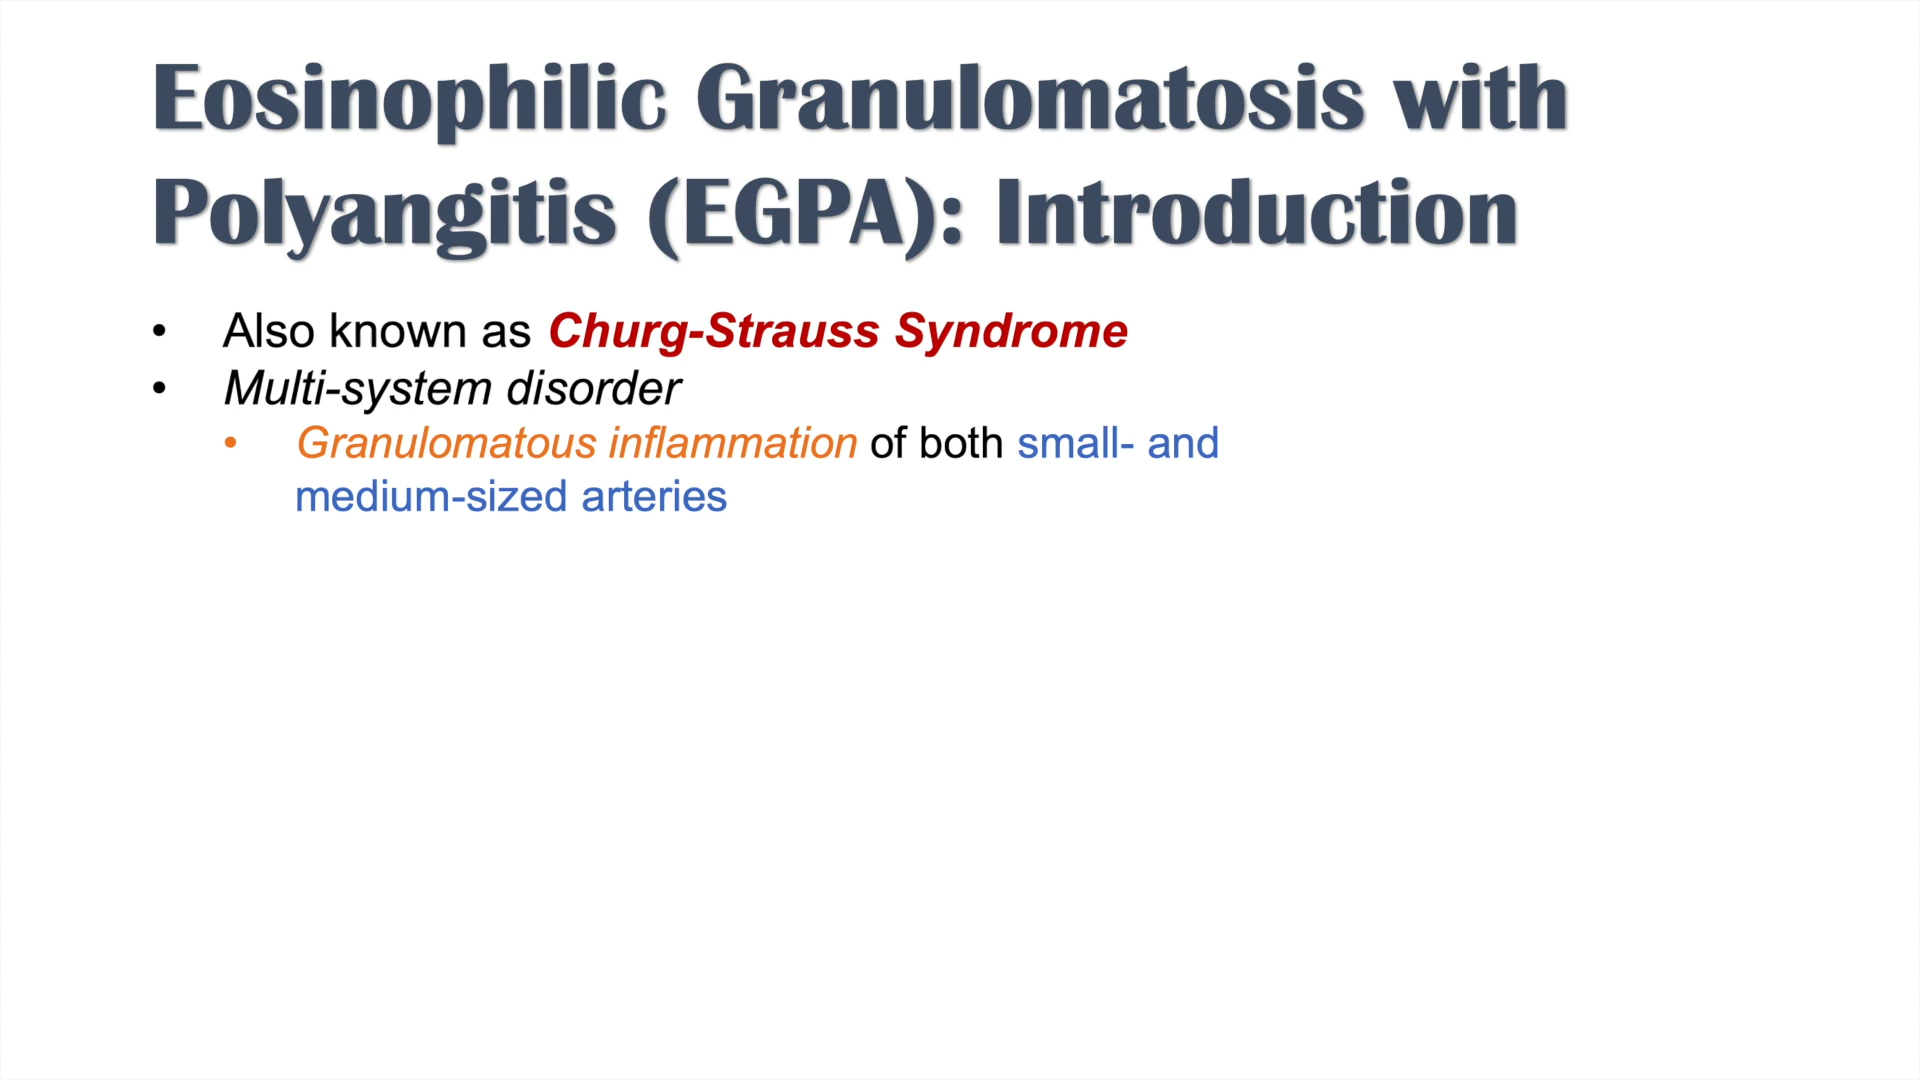 Eosinophilic Granulomatosis with
Polyangitis (EGPA): Introduction
• Also known as Churg-Strauss Syndrome
• Multi-system disorder
• Granulomatous inflammation of both small- and
medium-sized arteries